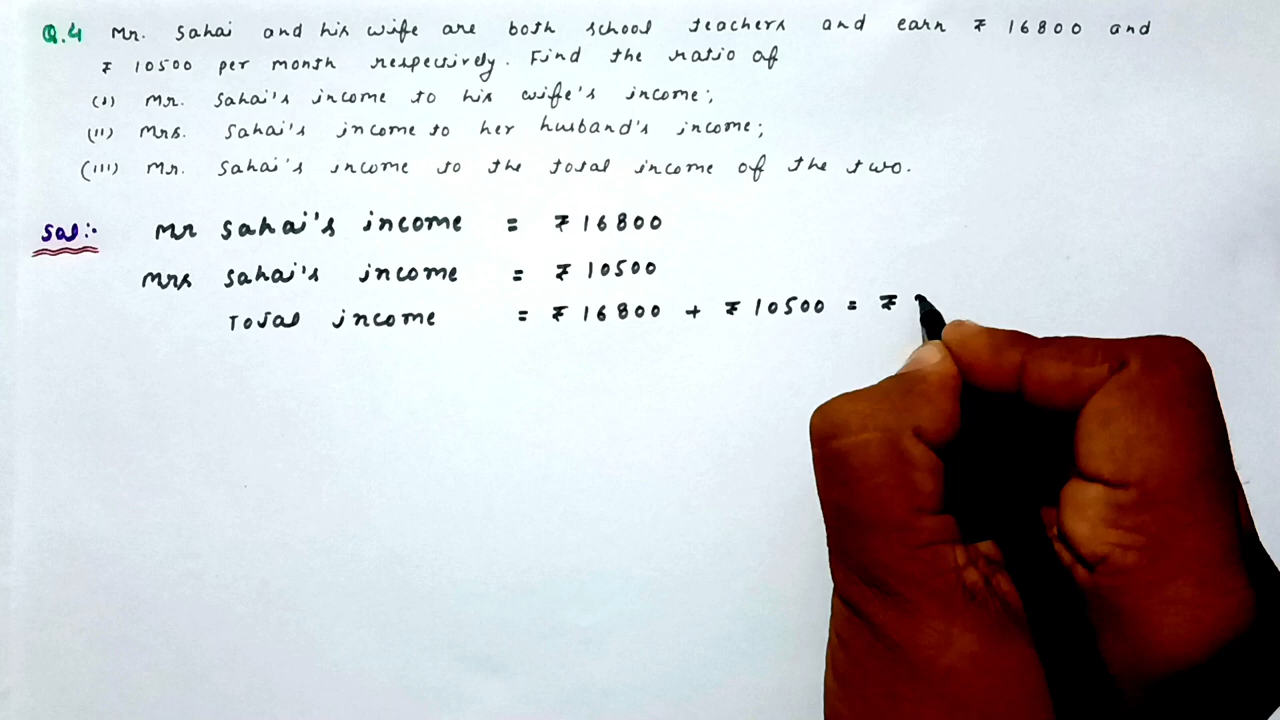 Q.4 Mr. Sahai and his wife are both school teachers and earn ₹ 16800 and
₹ 10500 per month respectively. Find the ratio of
(i) Mr. Sahai's income to his wife's income;
(ii) Mrs. Sahai's income to her husband's income;
(iii) Mr. Sahai's income to the total income of the two.
Sol:- Mr Sahai's income = ₹ 16800
Mrs Sahai's income = ₹ 10500
Total income = ₹ 16800 + ₹ 10500 = ₹